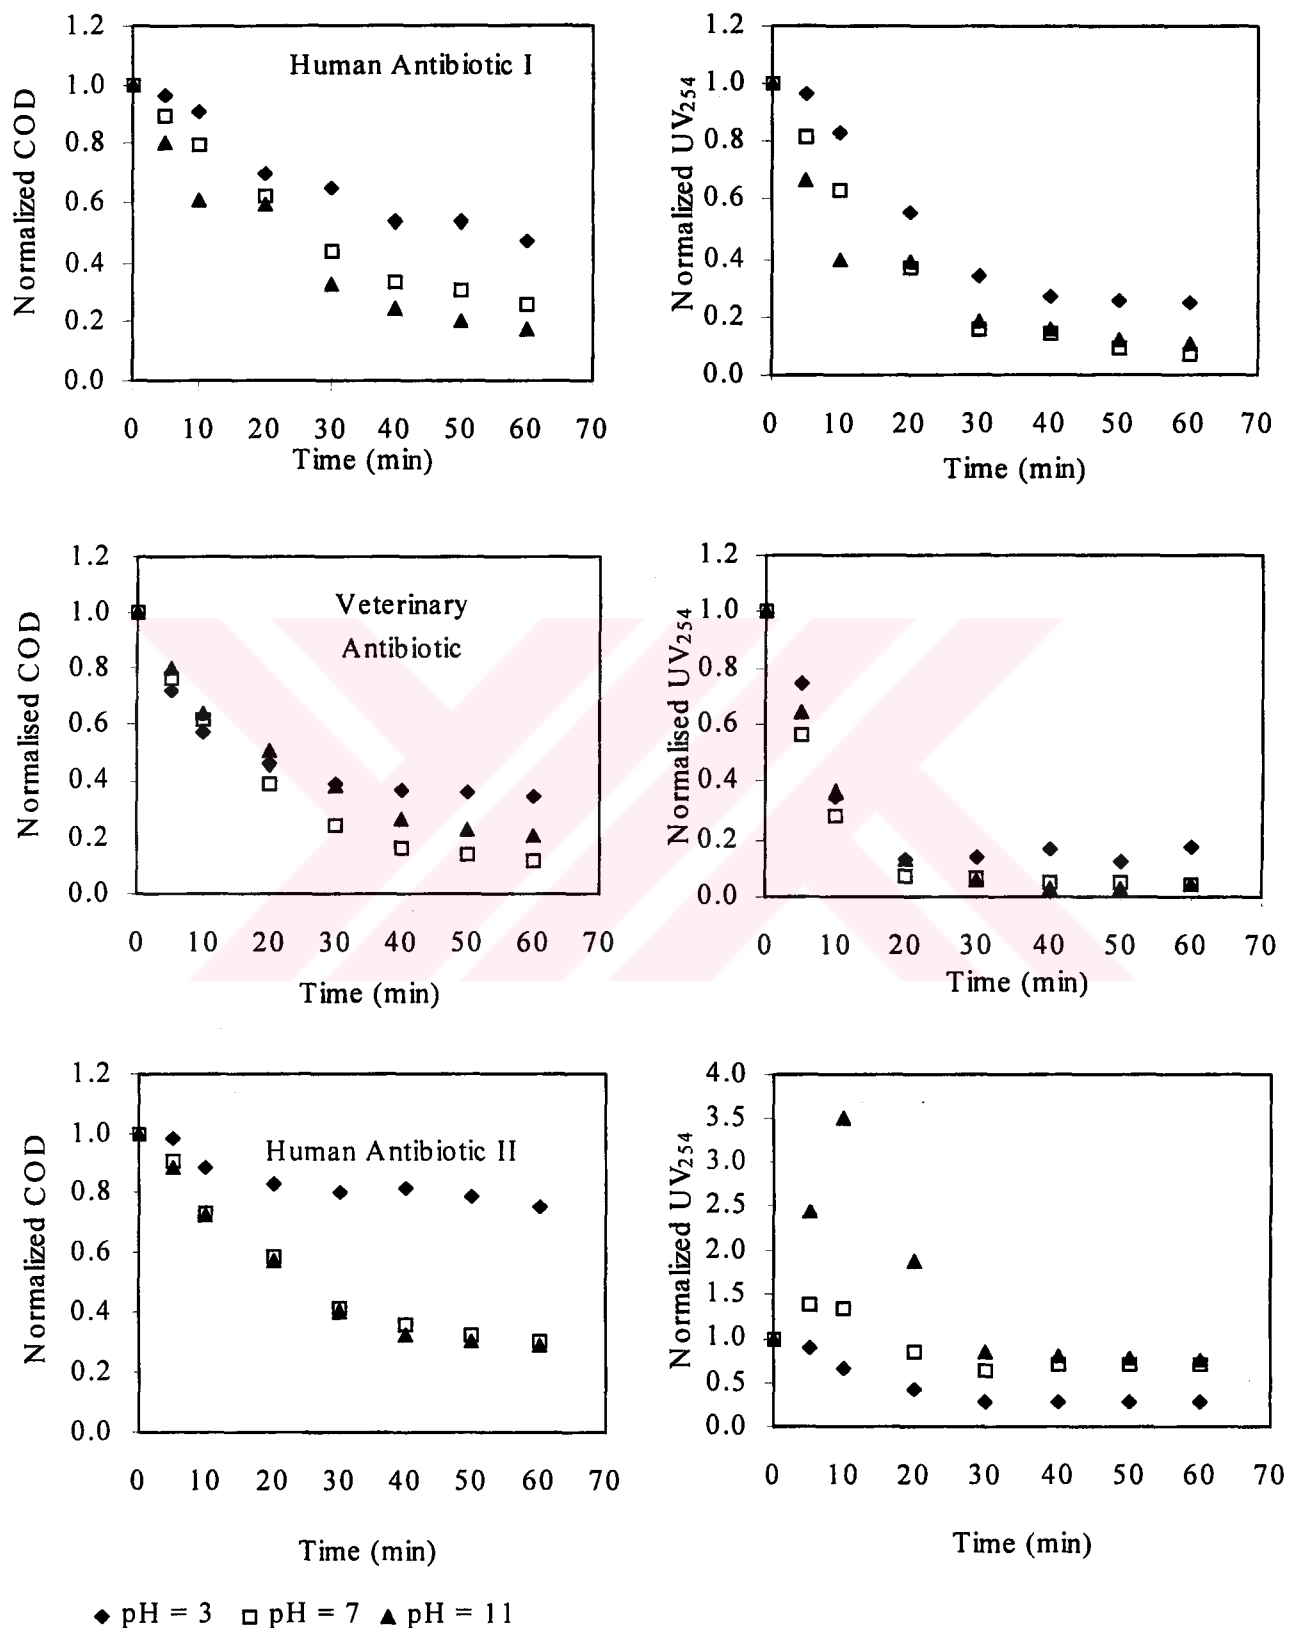 Human Antibiotic I
Normalized COD
1.2
1.0
0.8
0.6
0.4
0.2
0.0
0 10 20 30 40 50 60 70
Time (min)
Normalized UV254
1.2
1.0
0.8
0.6
0.4
0.2
0.0
0 10 20 30 40 50 60 70
Time (min)
Veterinary
Antibiotic
Normalised COD
1.2
1.0
0.8
0.6
0.4
0.2
0.0
0 10 20 30 40 50 60 70
Time (min)
Normalised UV254
1.2
1.0
0.8
0.6
0.4
0.2
0.0
0 10 20 30 40 50 60 70
Time (min)
Human Antibiotic II
Normalized COD
1.2
1.0
0.8
0.6
0.4
0.2
0.0
0 10 20 30 40 50 60 70
Time (min)
Normalized UV254
4.0
3.5
3.0
2.5
2.0
1.5
1.0
0.5
0.0
0 10 20 30 40 50 60 70
Time (min)
pH = 3 pH = 7 pH = 11